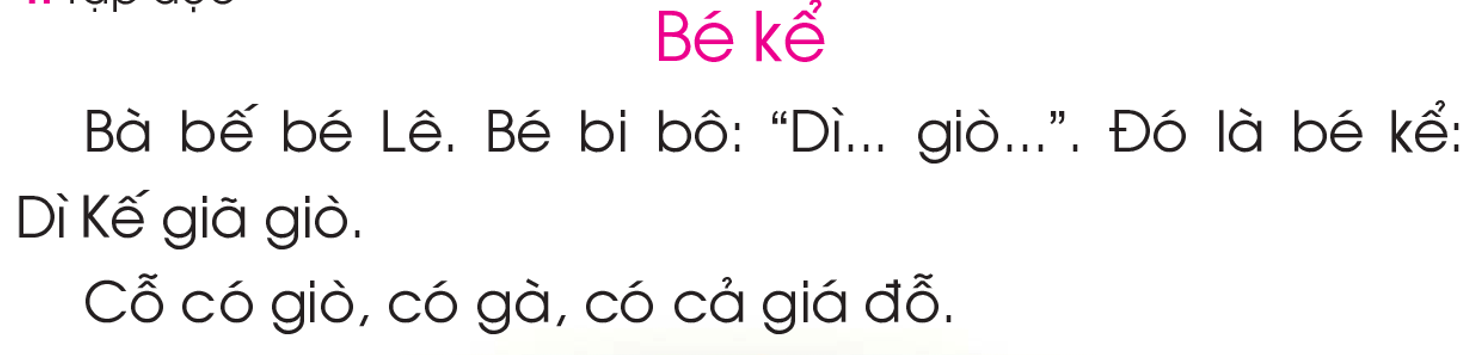 Bé kể
Bà bế bé Lê. Bé bi bô: “Dì... giò...”. Đó là bé kể:
Dì Kế giã giò.
Cỗ có giò, có gà, có cả giá đỗ.